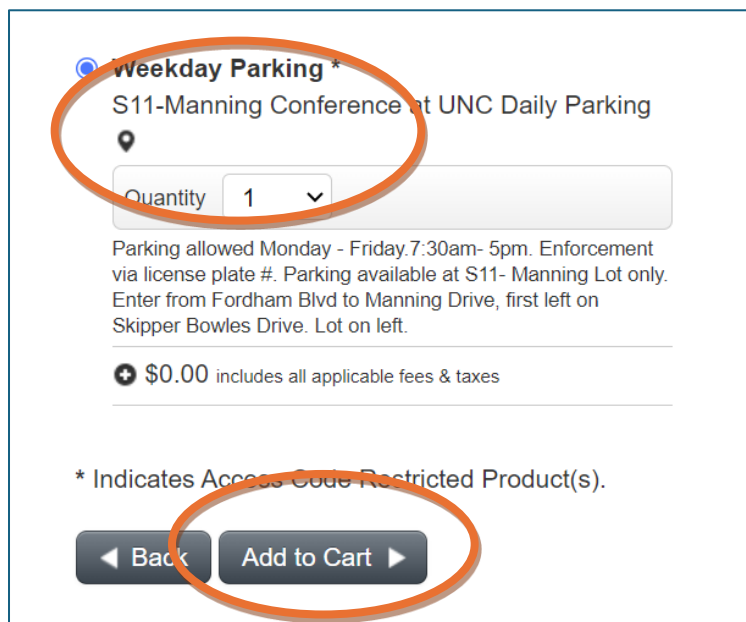 Weekday Parking *
S11-Manning Conference at UNC Daily Parking
Quantity 1
Parking allowed Monday - Friday.7:30am- 5pm. Enforcement
via license plate #. Parking available at S11- Manning Lot only.
Enter from Fordham Blvd to Manning Drive, first left on
Skipper Bowles Drive. Lot on left.
$0.00 includes all applicable fees & taxes
* Indicates Access Code Restricted Product(s).
Back Add to Cart